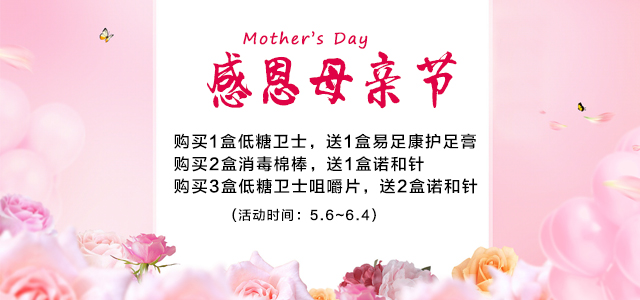 Mother's Day
感恩母亲节
购买1盒低糖卫士，送1盒易足康护足膏
购买2盒消毒棉棒，送1盒诺和针
购买3盒低糖卫士咀嚼片，送2盒诺和针
（活动时间：5.6~6.4）